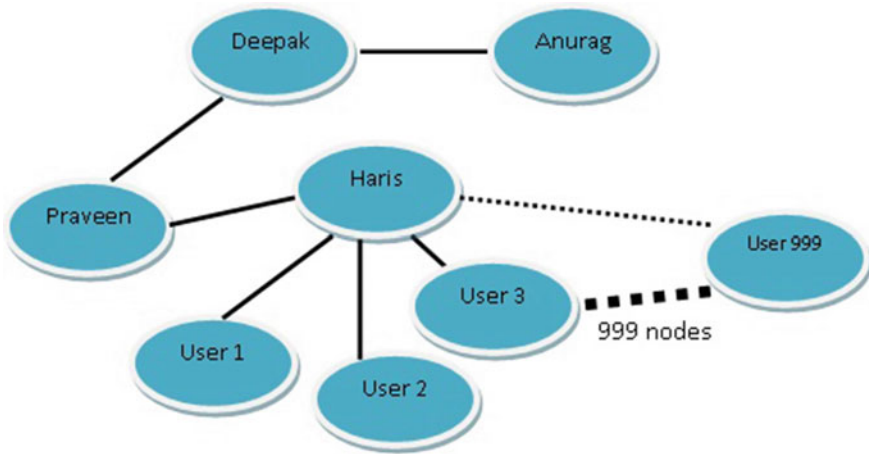 Deepak
Anurag
Haris
Praveen
User 999
User 3
999 nodes
User 1
User 2